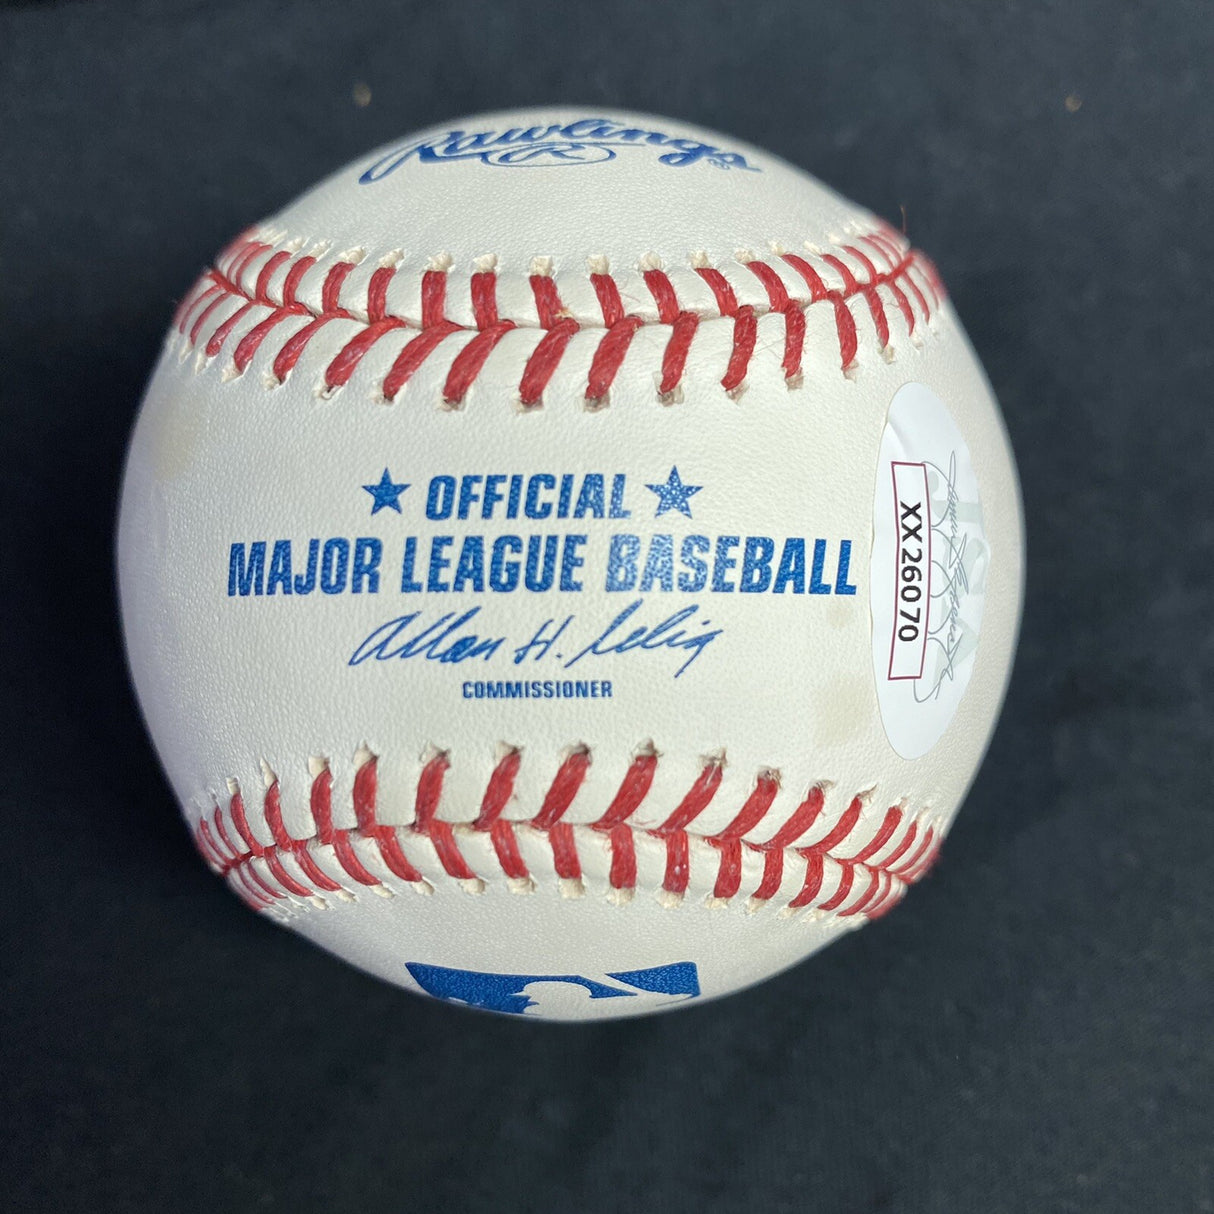 Rawlings
R
®
★ OFFICIAL ★
MAJOR LEAGUE BASEBALL
Allan H. Selig
COMMISSIONER
XX26070